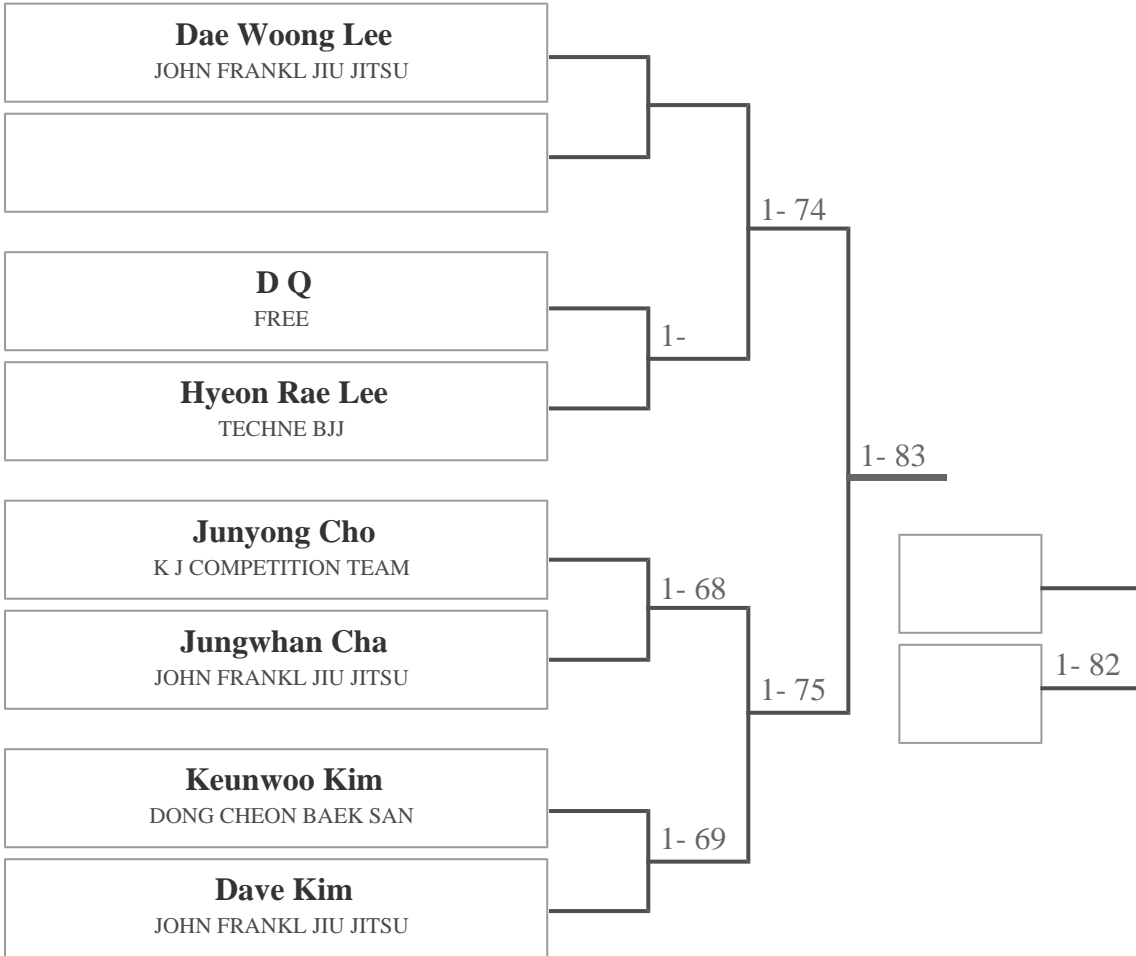 Dae Woong Lee
JOHN FRANKL JIU JITSU
1- 74
D Q
FREE
1-
Hyeon Rae Lee
TECHNE BJJ
1- 83
Junyong Cho
K J COMPETITION TEAM
1- 68
Jungwhan Cha
JOHN FRANKL JIU JITSU
1- 82
1- 75
Keunwoo Kim
DONG CHEON BAEK SAN
1- 69
Dave Kim
JOHN FRANKL JIU JITSU